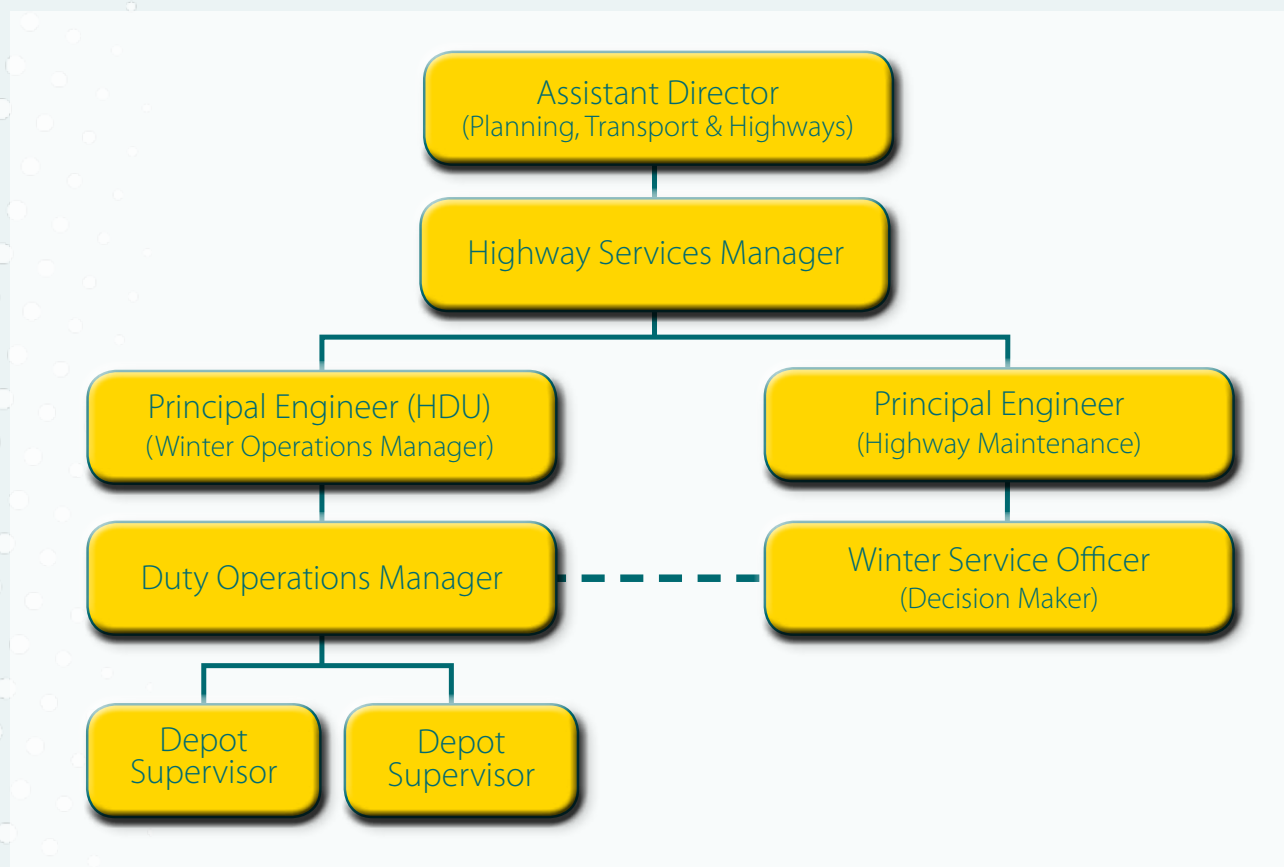 Assistant Director
(Planning, Transport & Highways)
Highway Services Manager
Principal Engineer (HDU)
(Winter Operations Manager)
Principal Engineer
(Highway Maintenance)
Duty Operations Manager
Winter Service Officer
(Decision Maker)
Depot
Supervisor
Depot
Supervisor